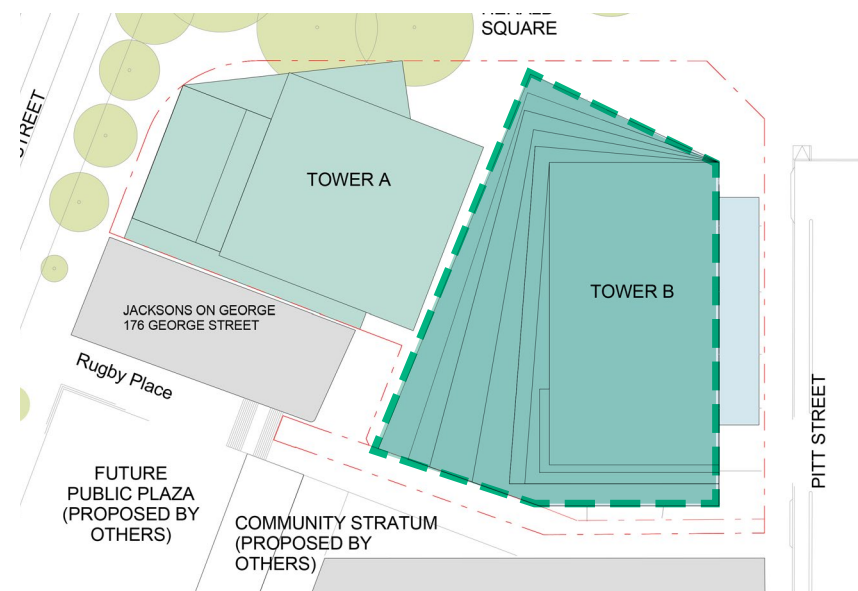 SQUARE
TOWER A
TOWER B
JACKSONS ON GEORGE
176 GEORGE STREET
Rugby Place
PITT STREET
FUTURE
PUBLIC PLAZA
(PROPOSED BY
OTHERS)
COMMUNITY STRATUM
(PROPOSED BY
OTHERS)